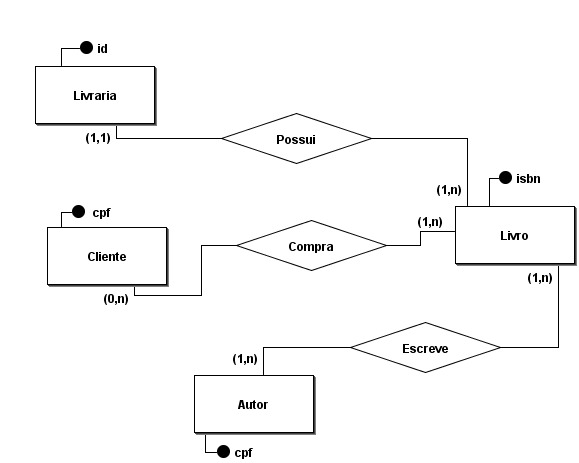 id
Livraria
(1,1)
Possui
(1,n)
isbn
cpf
(1,n)
Livro
Compra
Cliente
(0,n)
(1,n)
Escreve
(1,n)
Autor
cpf